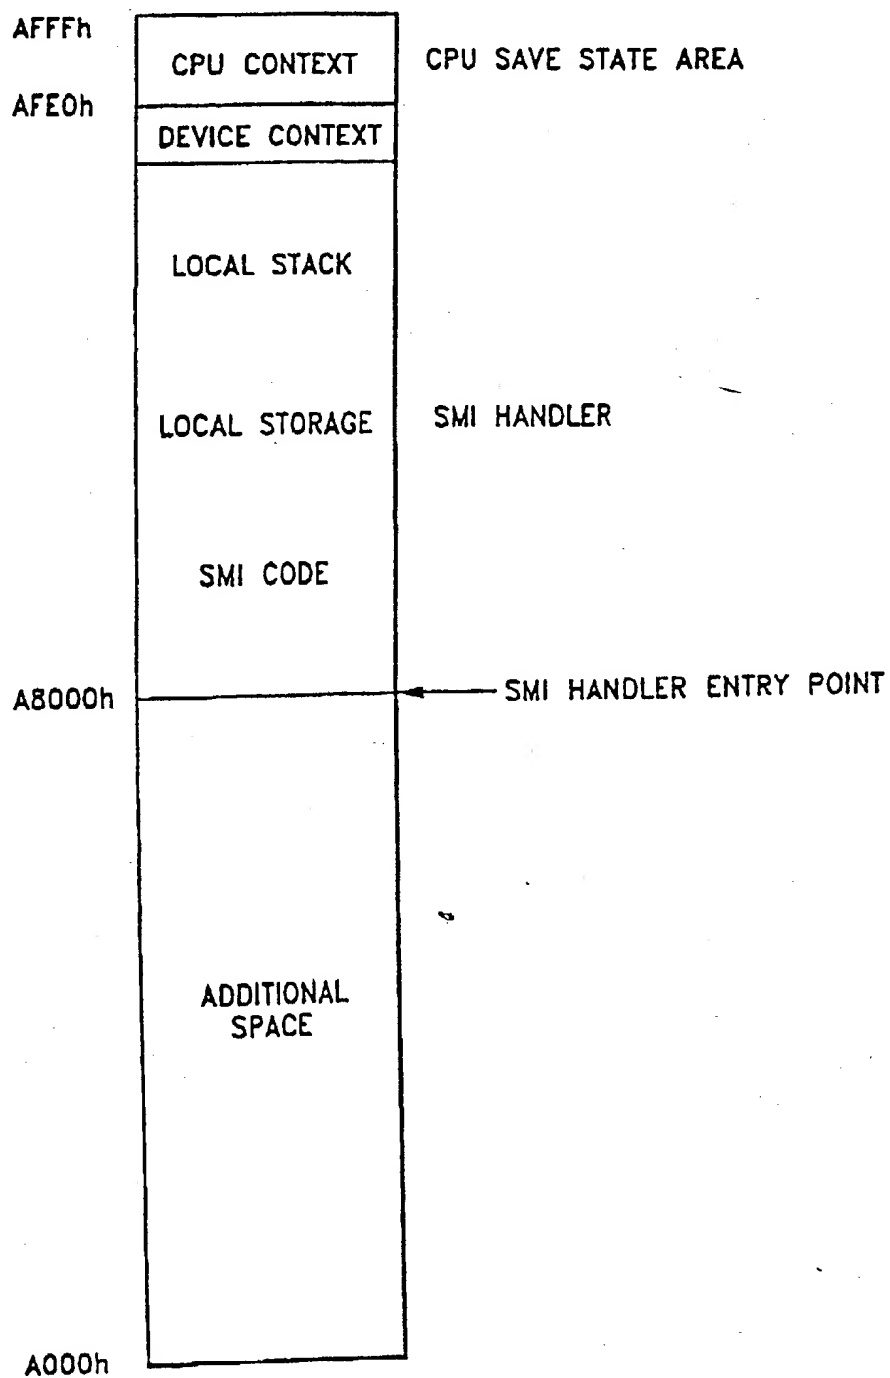 AFFFh
CPU CONTEXT
CPU SAVE STATE AREA
AFE0h
DEVICE CONTEXT
LOCAL STACK
LOCAL STORAGE
SMI HANDLER
SMI CODE
A8000h
SMI HANDLER ENTRY POINT
ADDITIONAL
SPACE
A000h